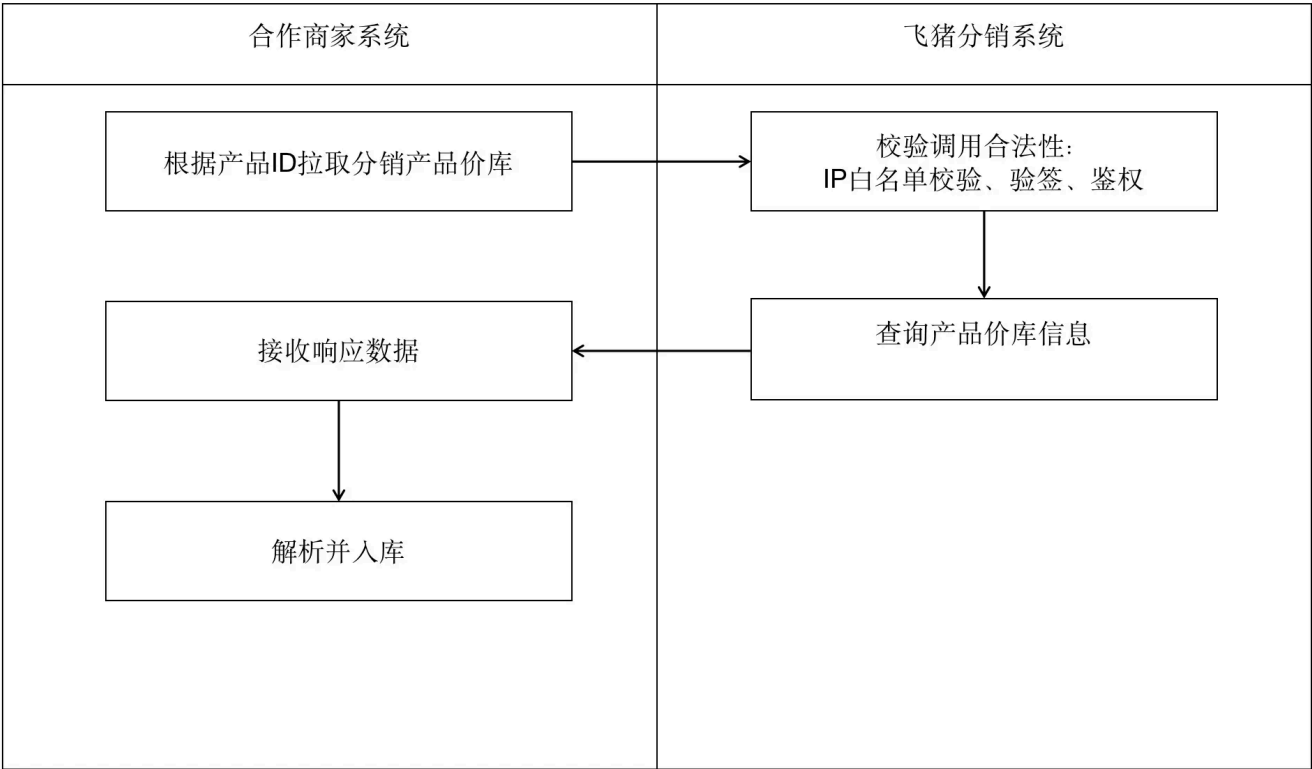 合作商家系统
飞猪分销系统
根据产品ID拉取分销产品价库
校验调用合法性：
IP白名单校验、验签、鉴权
接收响应数据
查询产品价库信息
解析并入库